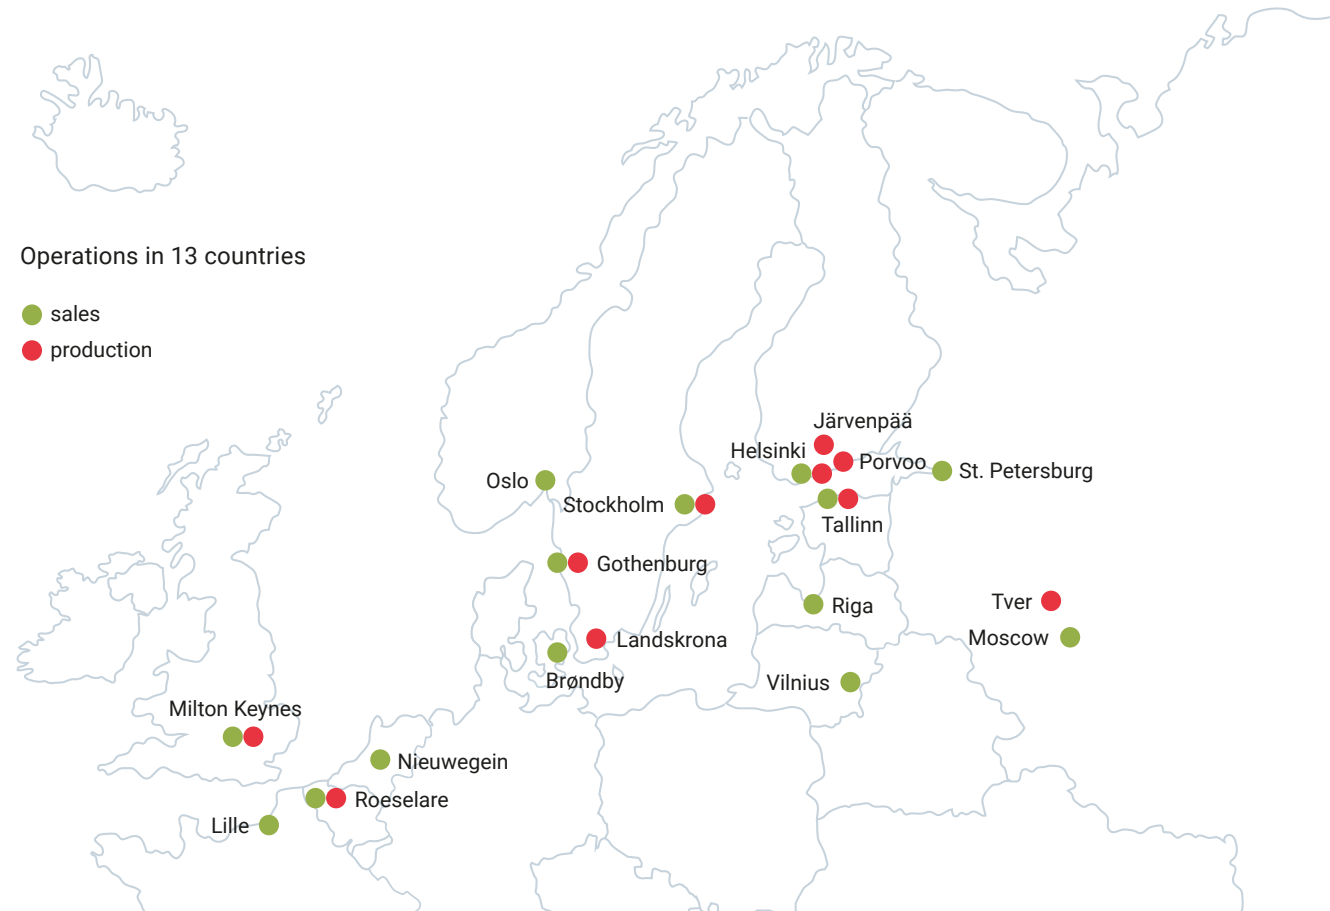 Operations in 13 countries
sales
production
Järvenpää
Helsinki
Porvoo
St. Petersburg
Oslo
Stockholm
Tallinn
Gothenburg
Riga
Tver
Landskrona
Moscow
Brøndby
Vilnius
Milton Keynes
Nieuwegein
Roeselare
Lille